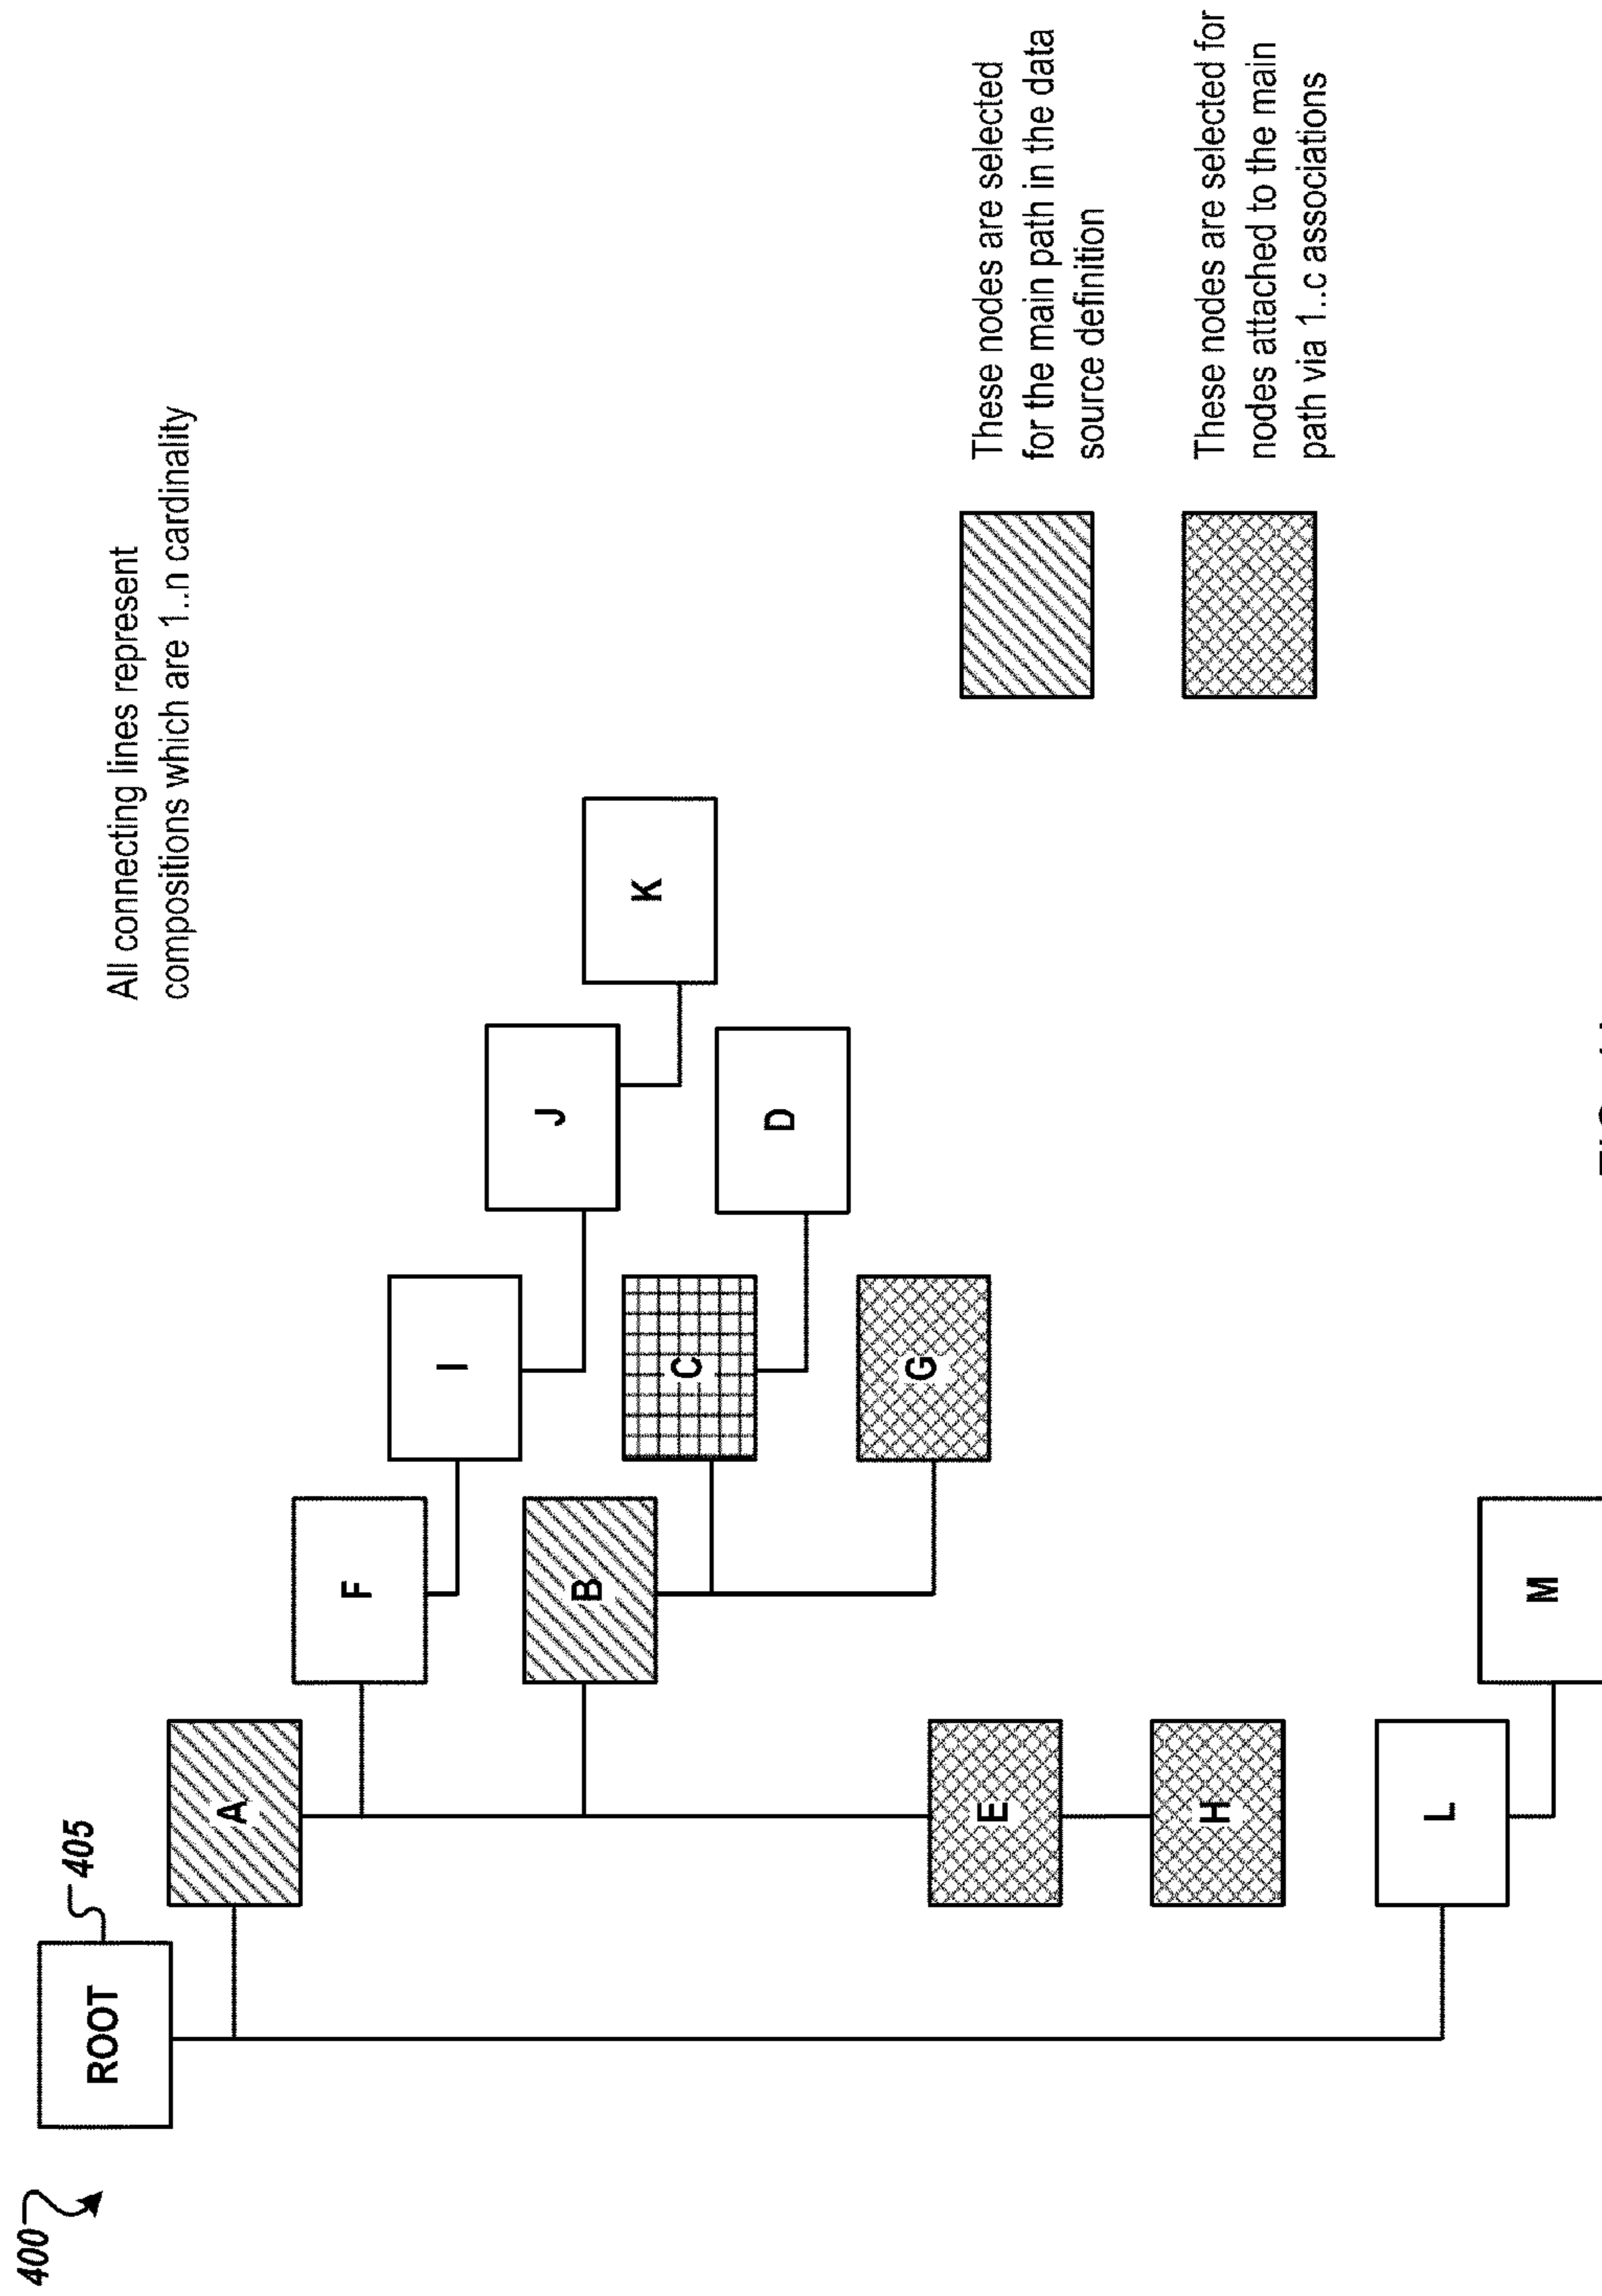 400
ROOT
405
All connecting lines represent
compositions which are 1..n cardinality
A
F
I
J
K
B
C
D
G
E
H
L
M
These nodes are selected
for the main path in the data
source definition
These nodes are selected for
nodes attached to the main
path via 1..c associations